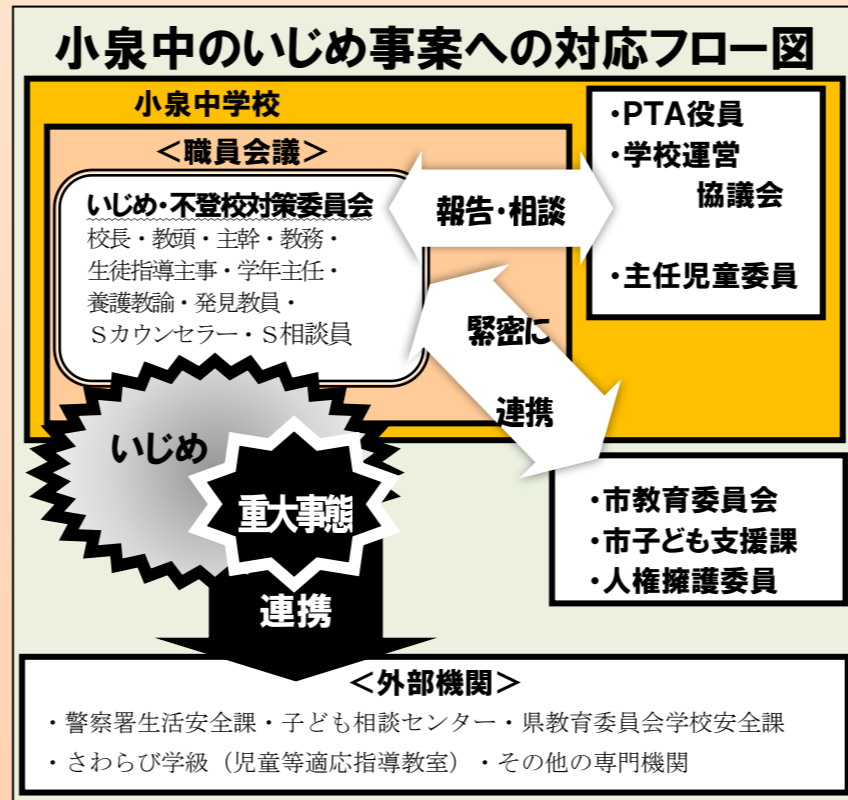 小泉中のいじめ事案への対応フロー図
小泉中学校
＜職員会議＞
いじめ・不登校対策委員会
校長・教頭・主幹・教務・
生徒指導主事・学年主任・
養護教諭・発見教員・
Ｓカウンセラー・Ｓ相談員
報告・相談
・PTA役員
・学校運営
協議会
・主任児童委員
緊密に
連携
いじめ
重大事態
連携
・市教育委員会
・市子ども支援課
・人権擁護委員
＜外部機関＞
・警察署生活安全課・子ども相談センター・県教育委員会学校安全課
・さわらび学級（児童等適応指導教室）・その他の専門機関